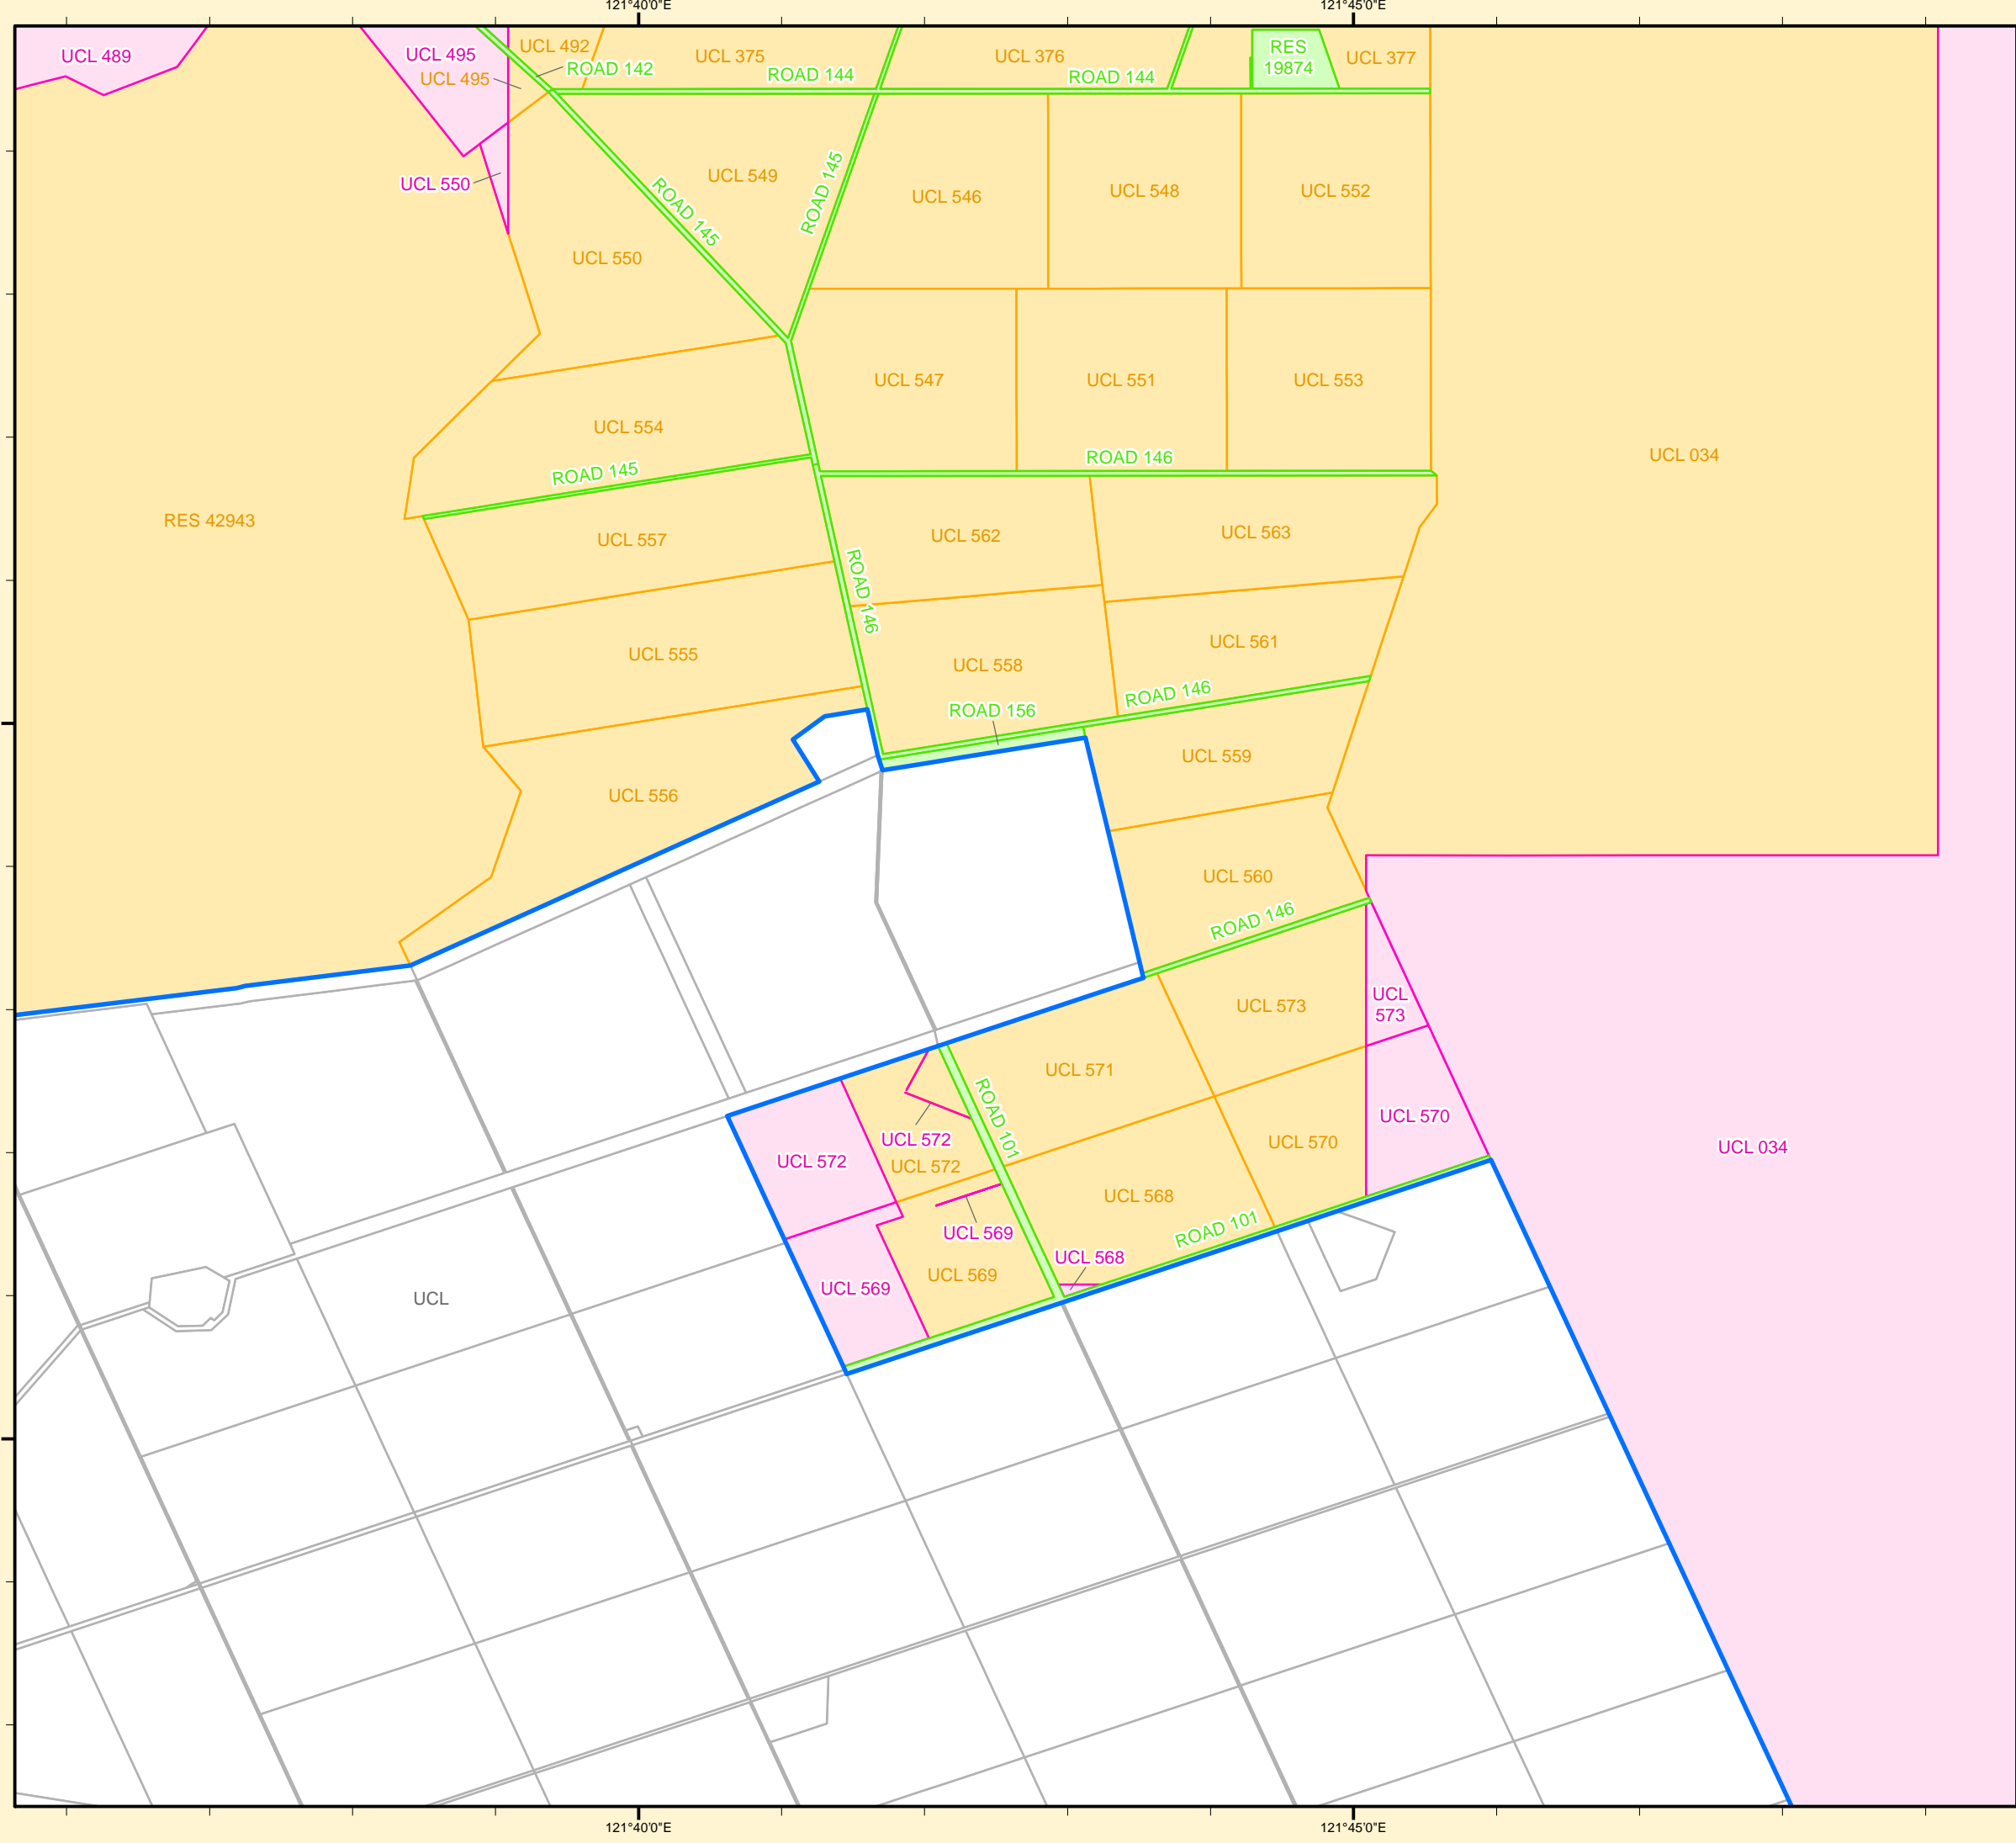 121°40'0"E
121°45'0"E
UCL 489
UCL 495
UCL 495
UCL 492
ROAD 142
UCL 375
ROAD 144
UCL 376
ROAD 144
RES
19874
UCL 377
UCL 550
UCL 549
ROAD 145
ROAD 145
UCL 546
UCL 548
UCL 552
UCL 550
UCL 547
UCL 551
UCL 553
UCL 554
UCL 034
ROAD 145
ROAD 146
RES 42943
UCL 557
UCL 562
UCL 563
ROAD 146
UCL 555
UCL 558
UCL 561
ROAD 146
ROAD 156
UCL 559
UCL 556
UCL 560
ROAD 146
UCL 573
UCL
573
UCL 571
ROAD 101
UCL 570
UCL 570
UCL 034
UCL 572
UCL 572
UCL 572
UCL 568
ROAD 101
UCL 569
UCL 568
UCL 569
UCL 569
UCL
121°40'0"E
121°45'0"E